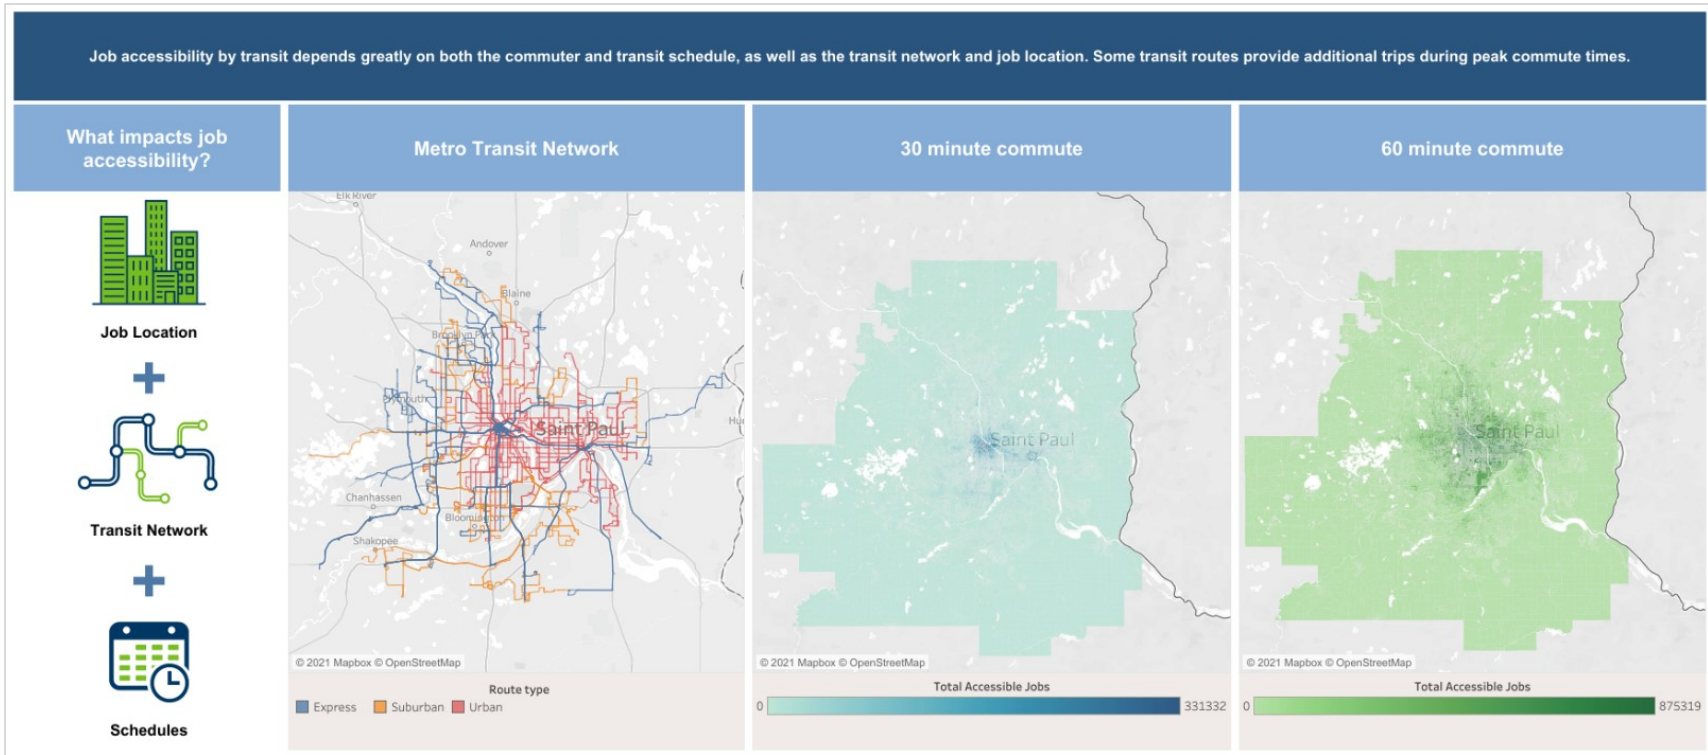 Job accessibility by transit depends greatly on both the commuter and transit schedule, as well as the transit network and job location. Some transit routes provide additional trips during peak commute times.
What impacts job
accessibility?
Job Location
Transit Network
Schedules
Metro Transit Network
Elk River
Andover
Blaine
Brooklyn Park
Plymouth
Saint Paul
Chanhassen
Bloomington
Shakopee
© 2021 Mapbox © OpenStreetMap
Route type
Express
Suburban
Urban
30 minute commute
Saint Paul
© 2021 Mapbox © OpenStreetMap
Total Accessible Jobs
0
331332
60 minute commute
Saint Paul
© 2021 Mapbox © OpenStreetMap
Total Accessible Jobs
0
875319